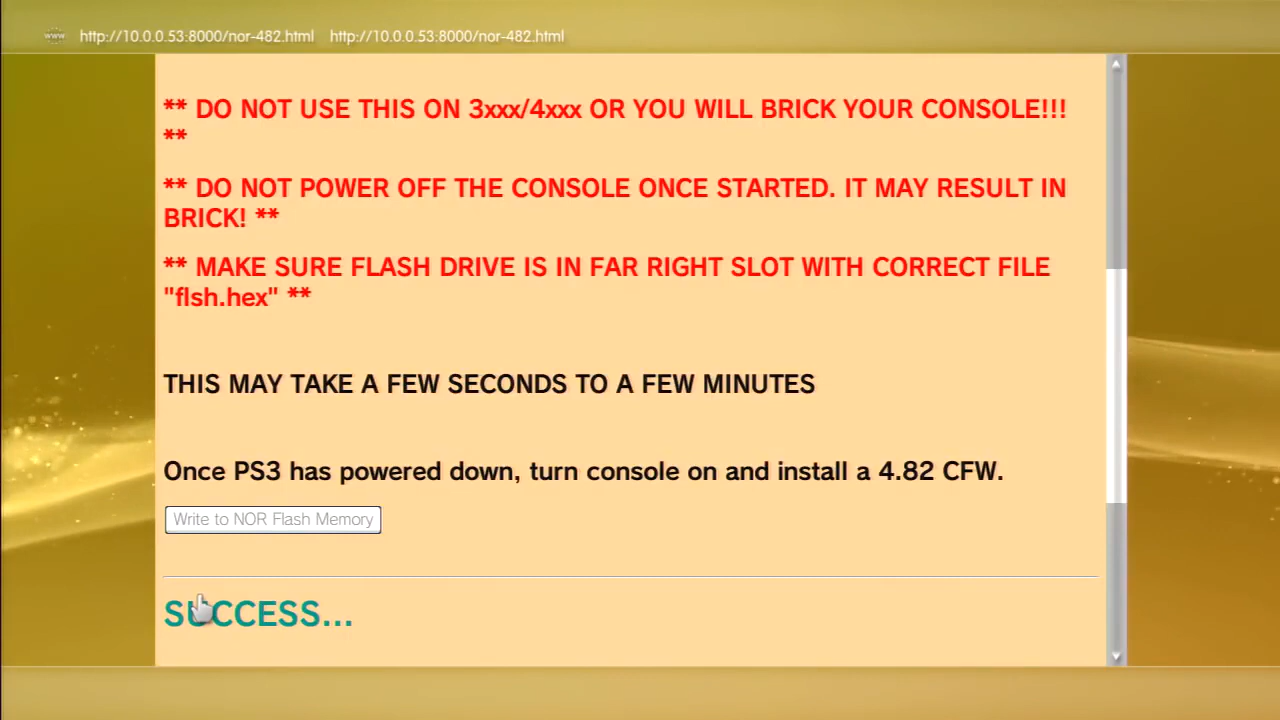 www http://10.0.0.53:8000/nor-482.html http://10.0.0.53:8000/nor-482.html
** DO NOT USE THIS ON 3xxx/4xxx OR YOU WILL BRICK YOUR CONSOLE!!!
**
** DO NOT POWER OFF THE CONSOLE ONCE STARTED. IT MAY RESULT IN
BRICK! **
** MAKE SURE FLASH DRIVE IS IN FAR RIGHT SLOT WITH CORRECT FILE
"flsh.hex" **
THIS MAY TAKE A FEW SECONDS TO A FEW MINUTES
Once PS3 has powered down, turn console on and install a 4.82 CFW.
Write to NOR Flash Memory
SUCCESS...